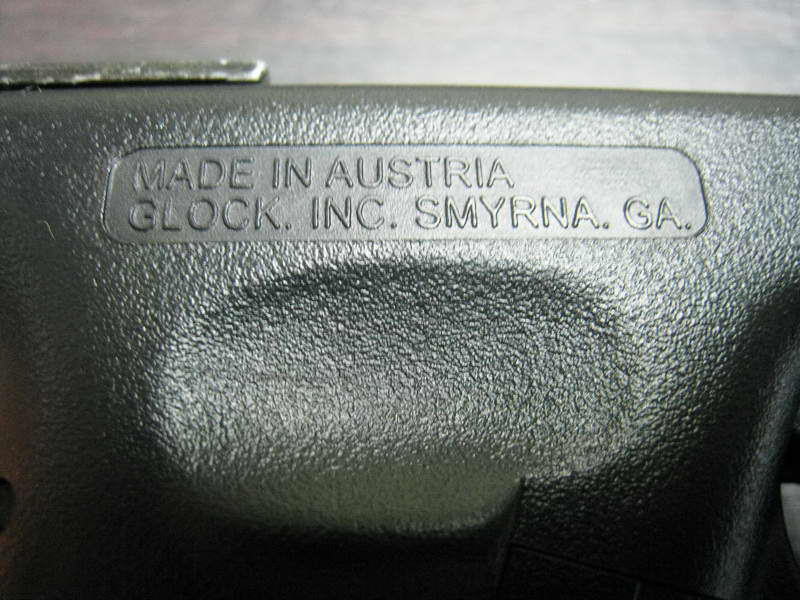 MADE IN AUSTRIA
GLOCK. INC. SMYRNA. GA.